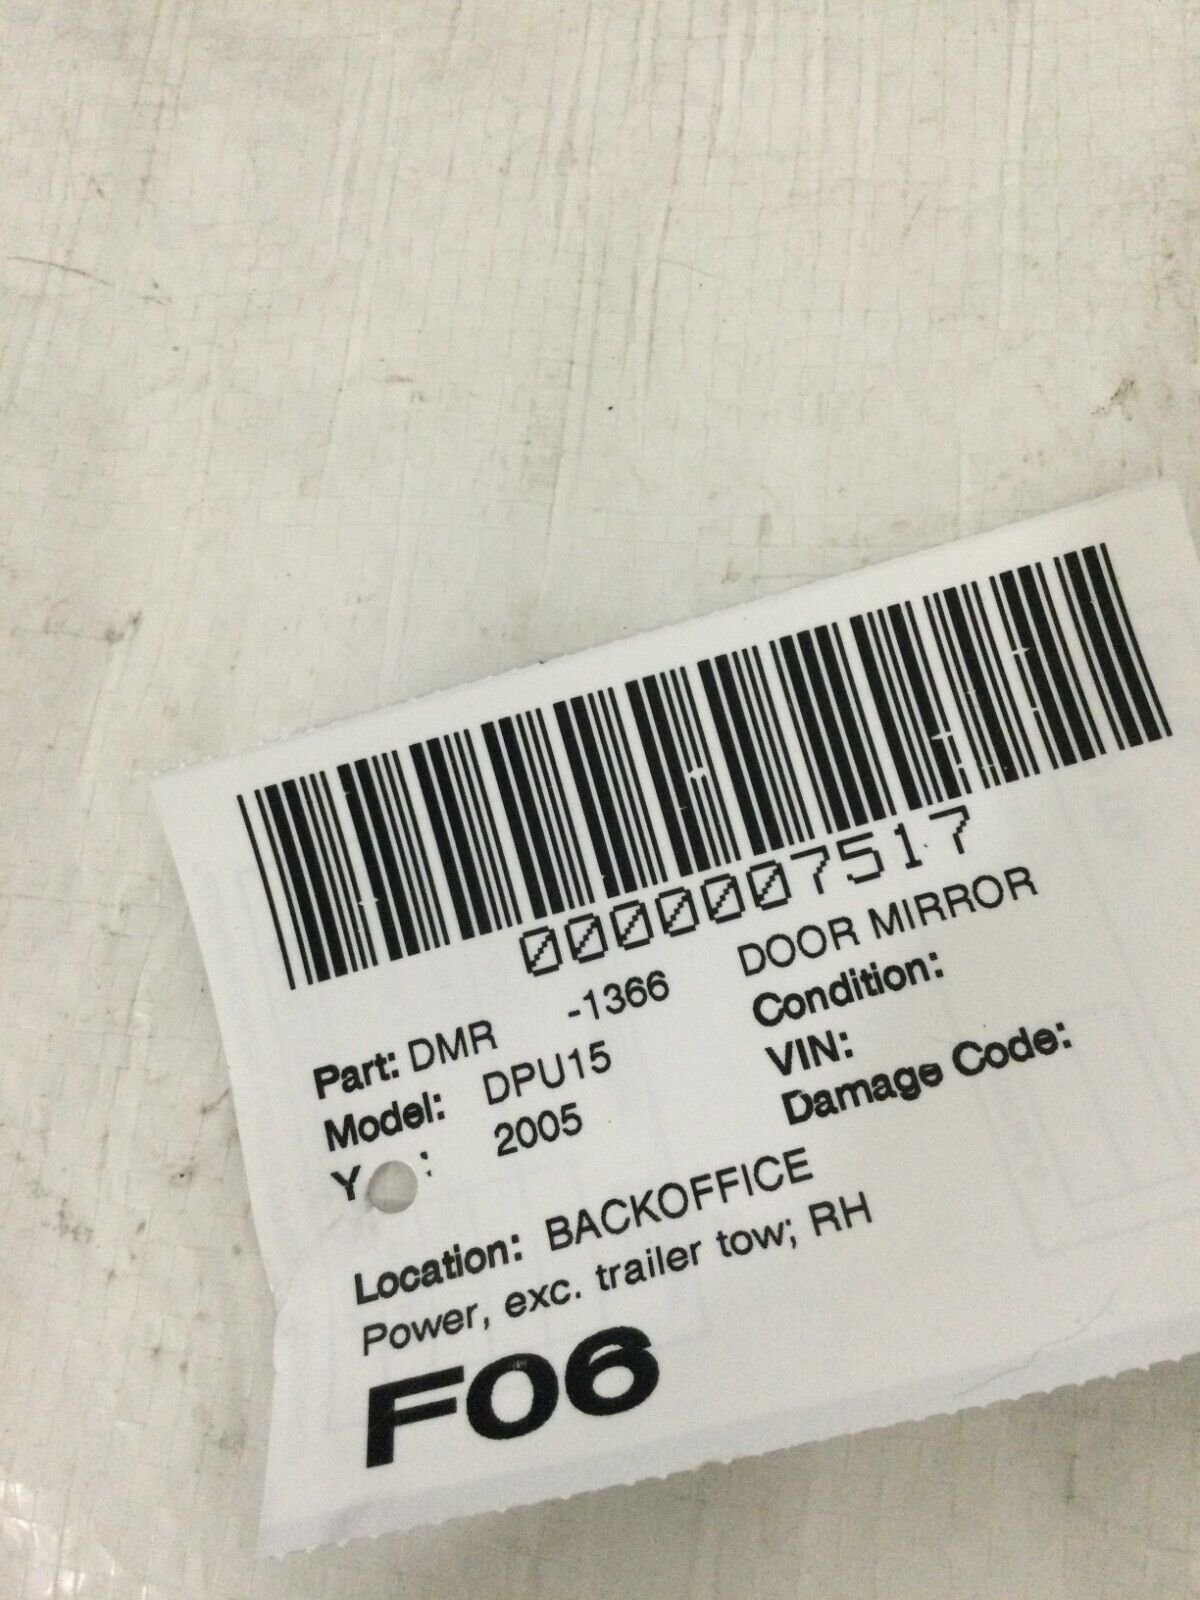 0000007517
Part: DMR -1366 DOOR MIRROR
Model: DPU15 Condition:
Y : 2005 VIN:
Damage Code:
Location: BACKOFFICE
Power, exc. trailer tow; RH
F06